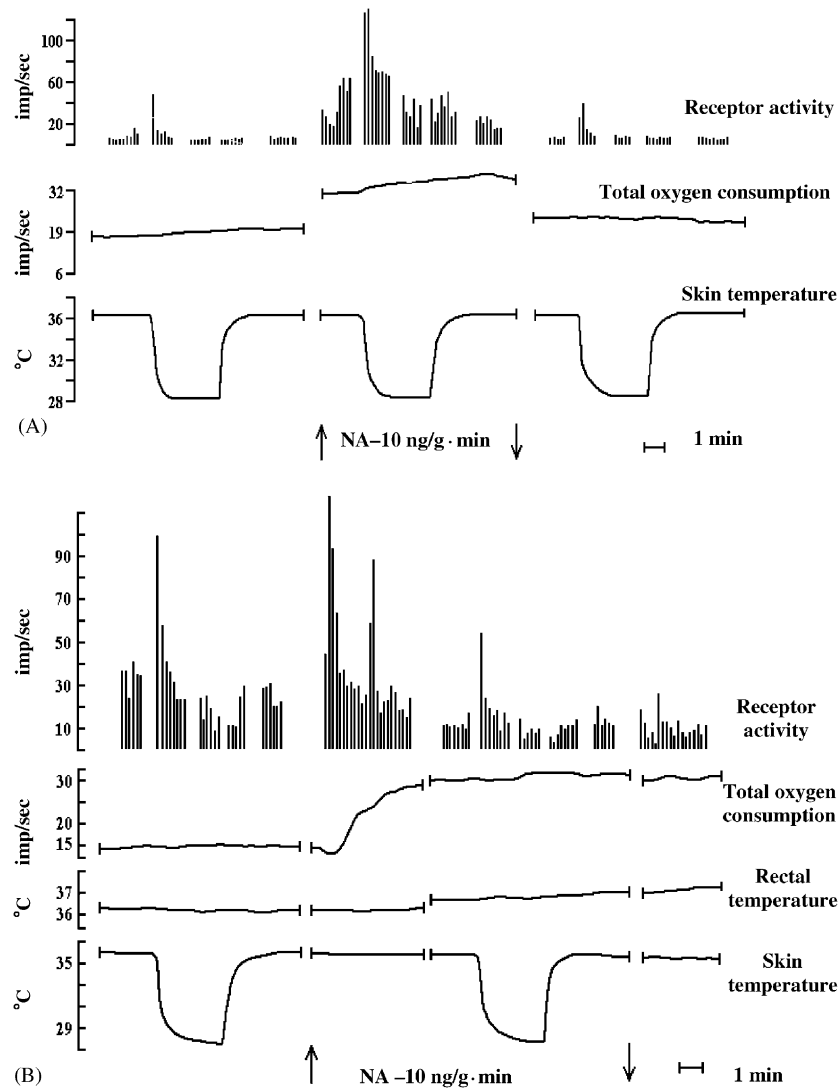 100
80
60
40
20
imp/sec
Receptor activity
32
19
6
imp/sec
Total oxygen consumption
36
32
28
°C
Skin temperature
(A)
NA–10 ng/g · min
1 min
90
70
50
30
10
imp/sec
Receptor
activity
30
20
15
imp/sec
Total oxygen
consumption
37
36
°C
Rectal
temperature
35
29
°C
Skin
temperature
(B)
NA –10 ng/g·min
1 min